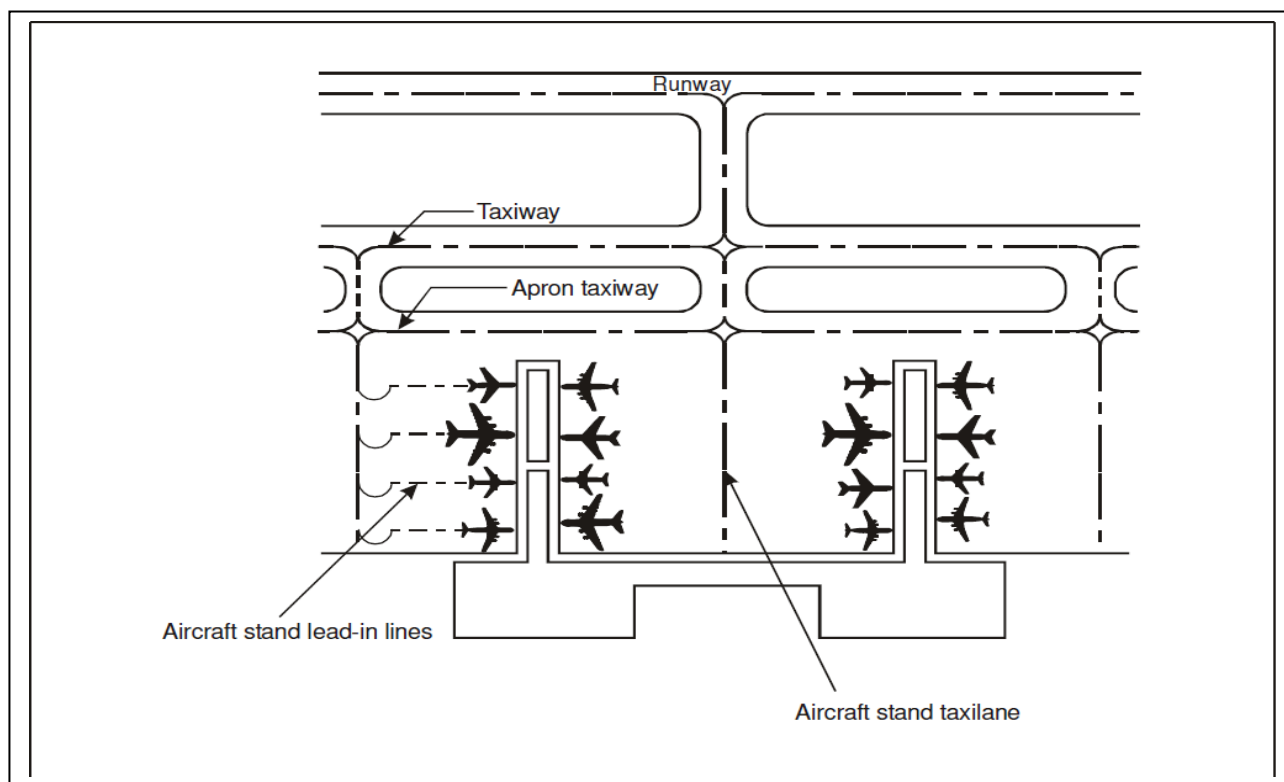 Runway
Taxiway
Apron taxiway
Aircraft stand lead-in lines
Aircraft stand taxilane